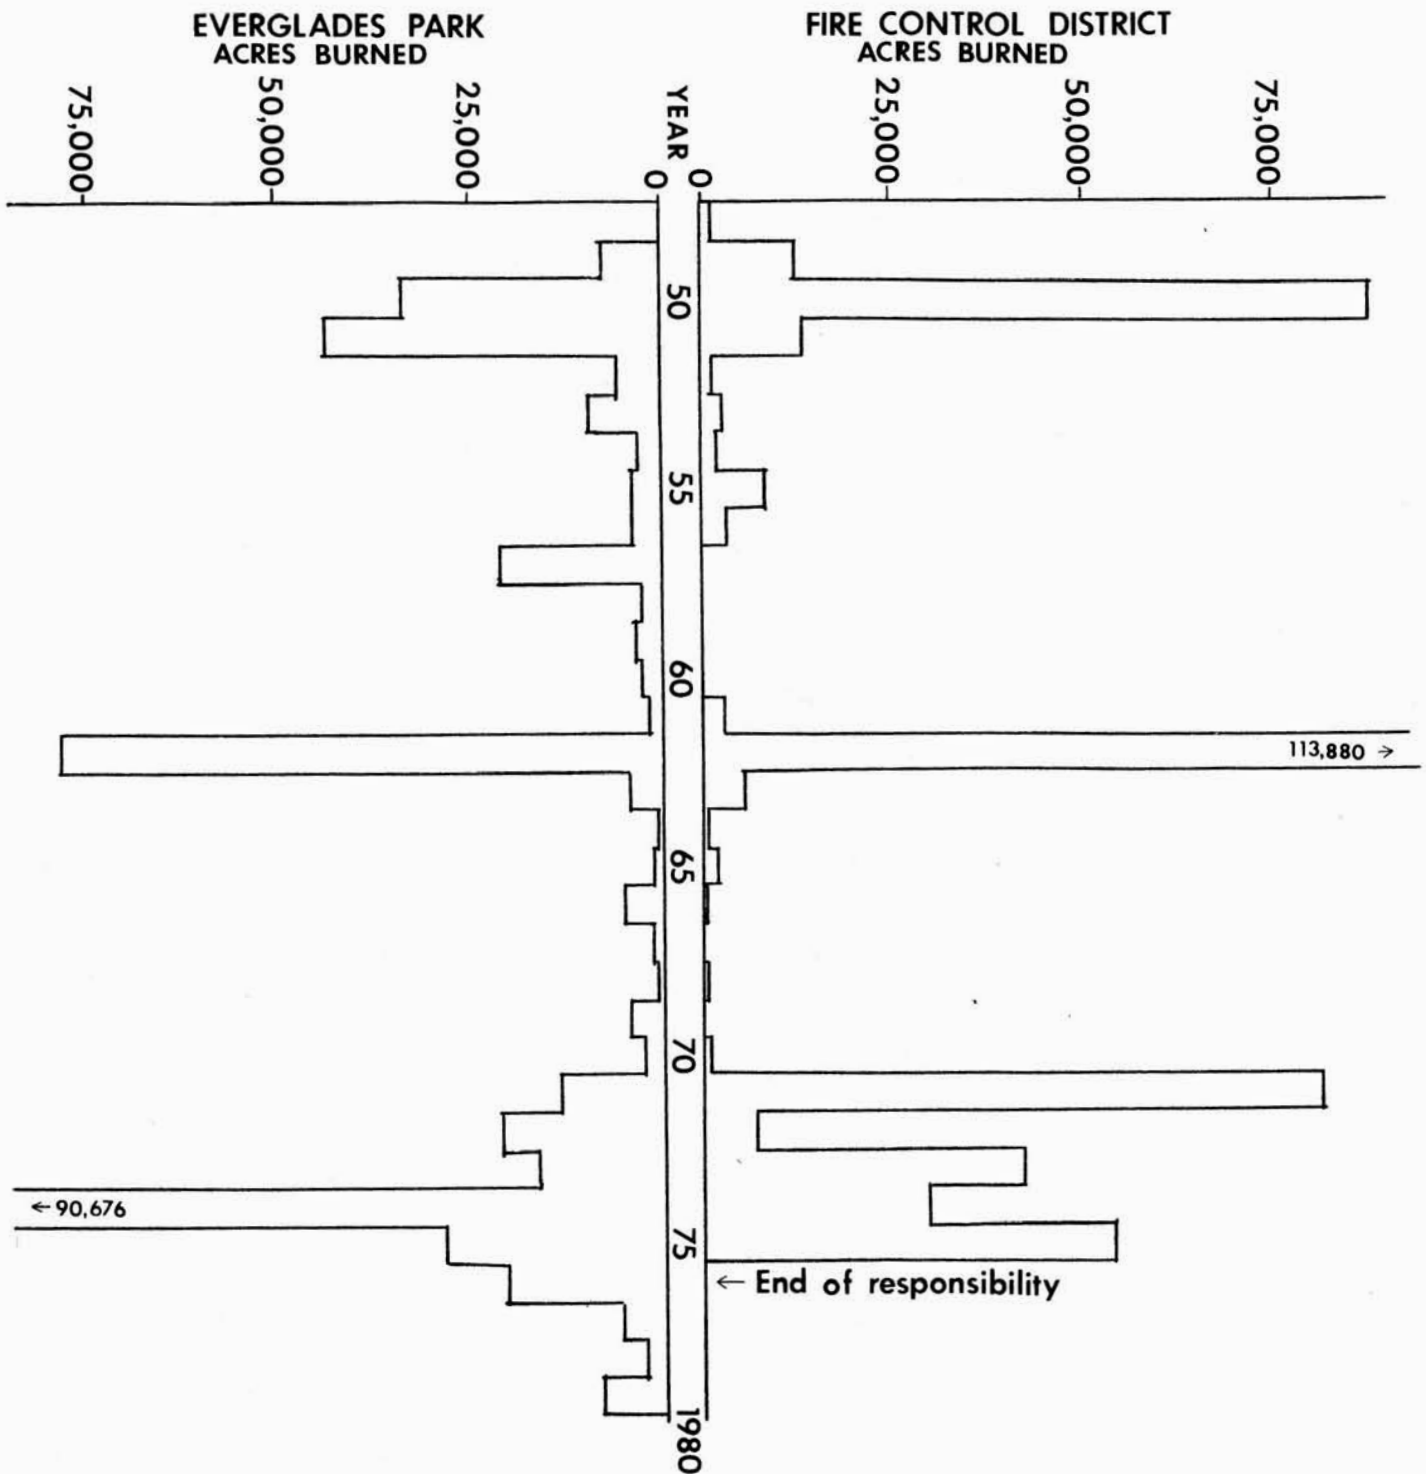 EVERGLADES PARK
ACRES BURNED
FIRE CONTROL DISTRICT
ACRES BURNED
75,000
50,000
25,000
0
YEAR
0
25,000
50,000
75,000
50
55
60
113,880 →
65
70
← 90,676
75
← End of responsibility
1980